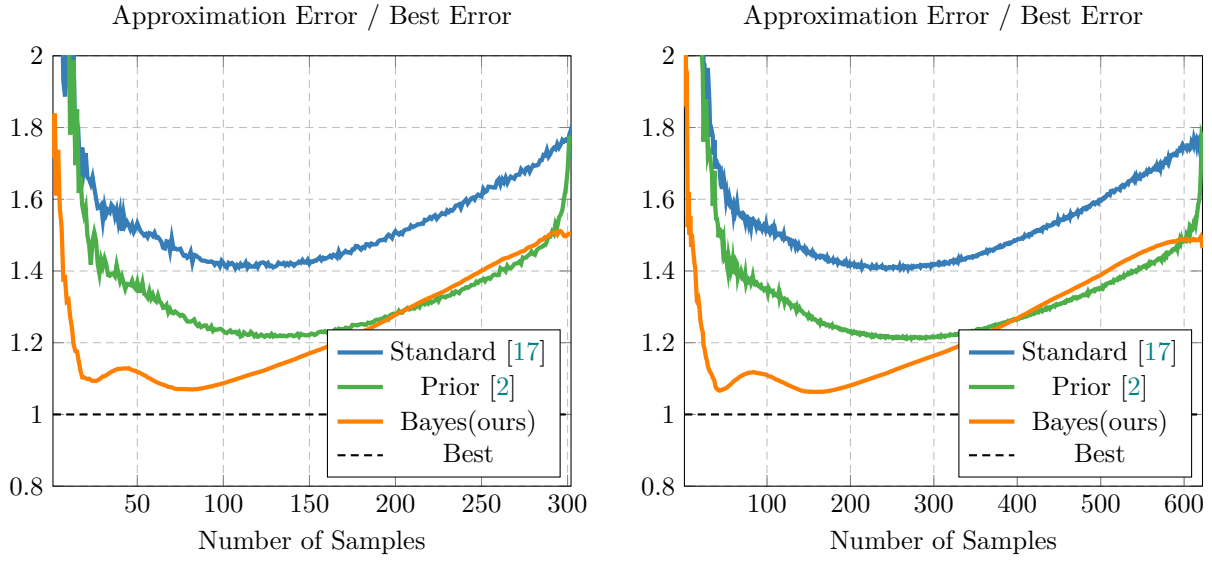 Approximation Error / Best Error
2
1.8
1.6
1.4
1.2
1
0.8
50 100 150 200 250 300
Number of Samples
Standard [17]
Prior [2]
Bayes(ours)
Best
Approximation Error / Best Error
2
1.8
1.6
1.4
1.2
1
0.8
100 200 300 400 500 600
Number of Samples
Standard [17]
Prior [2]
Bayes(ours)
Best